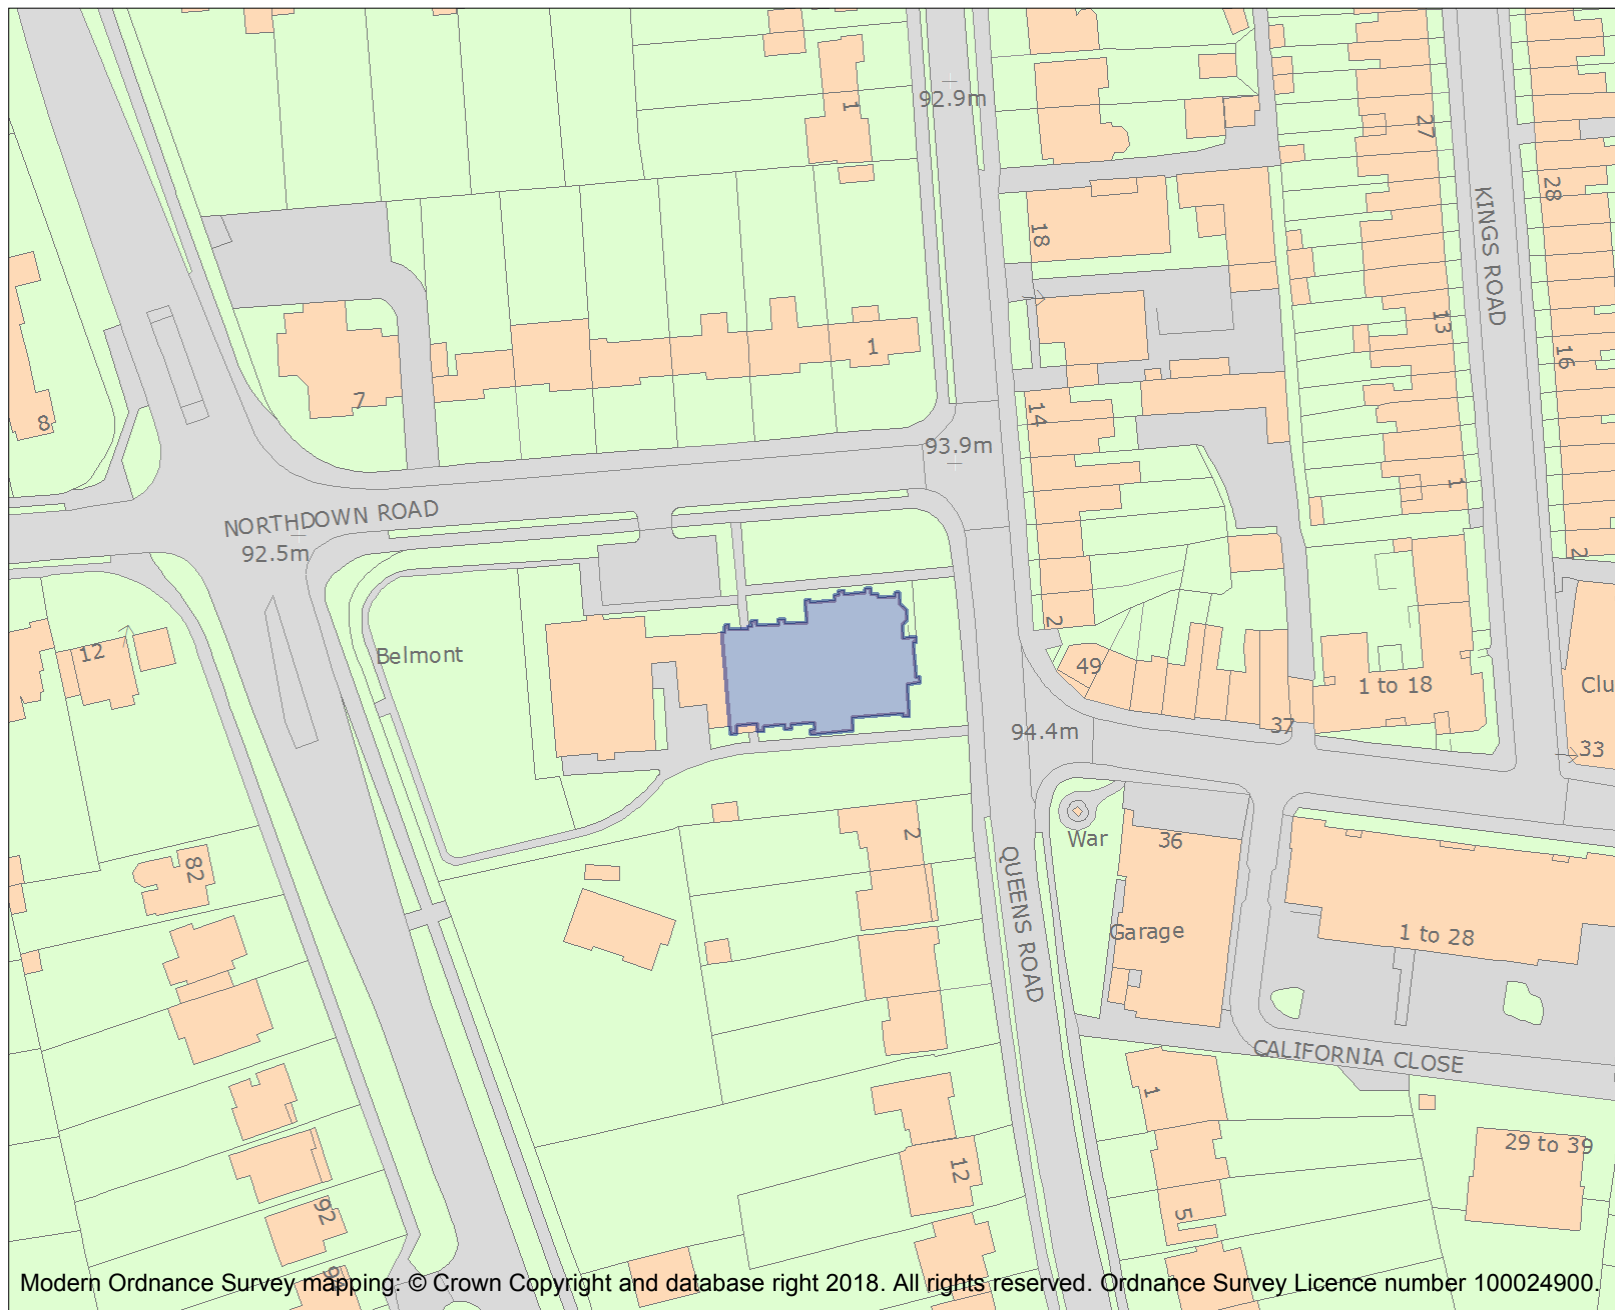 1
92.9m
27
28
18
KINGS ROAD
13
16
1
7
8
14
93.9m
1
NORTHDOWN ROAD
92.5m
2
2
12
Belmont
49
1 to 18
Clu
37
94.4m
33
2
War
36
82
QUEENS ROAD
Garage
1 to 28
CALIFORNIA CLOSE
1
29 to 39
12
92
5
Modern Ordnance Survey mapping: © Crown Copyright and database right 2018. All rights reserved. Ordnance Survey Licence number 100024900.